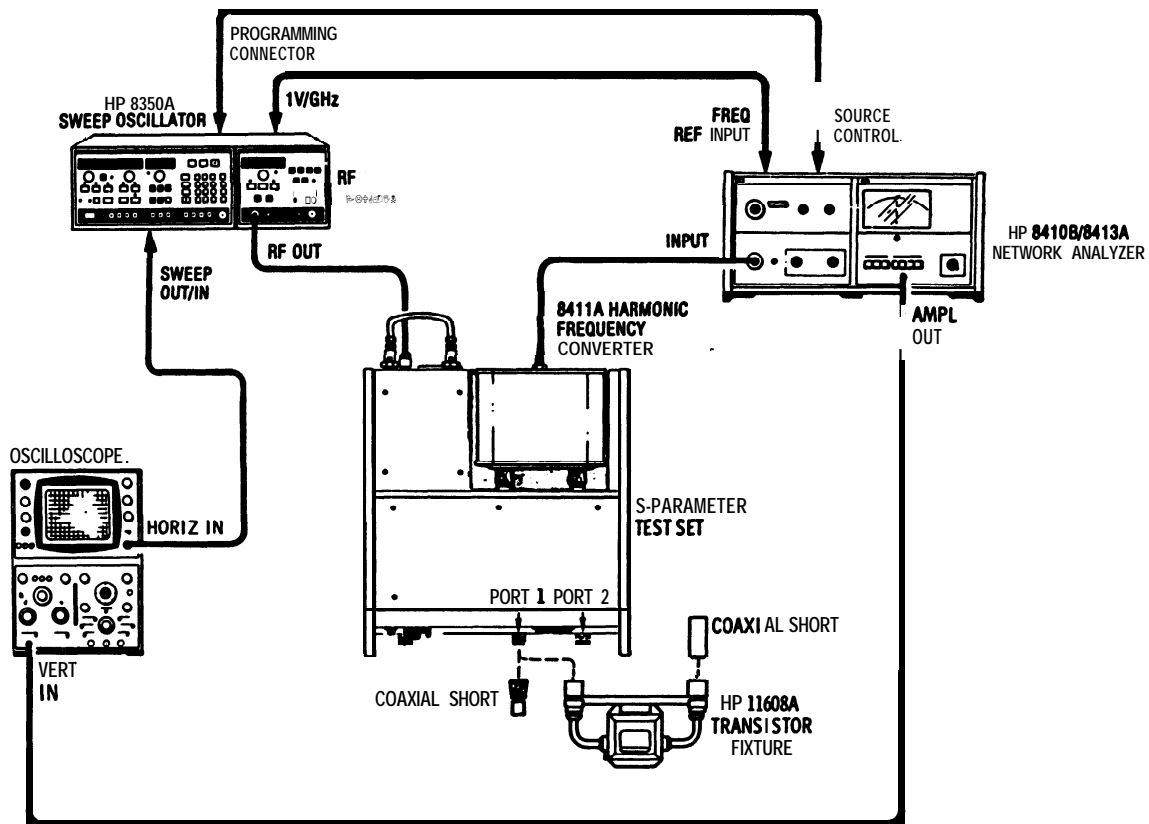 PROGRAMMING
CONNECTOR
HP 8350A
SWEEP OSCILLATOR
1V/GHz
FREQ
REF INPUT
SOURCE
CONTROL.
RF
INPUT
HP 8410B/8413A
NETWORK ANALYZER
RF OUT
SWEEP
OUT/IN
8411A HARMONIC
FREQUENCY
CONVERTER
AMPL
OUT
OSCILLOSCOPE.
HORIZ IN
S-PARAMETER
TEST SET
PORT 1 PORT 2
COAXIAL SHORT
VERT
IN
COAXIAL SHORT
HP 11608A
TRANSISTOR
FIXTURE